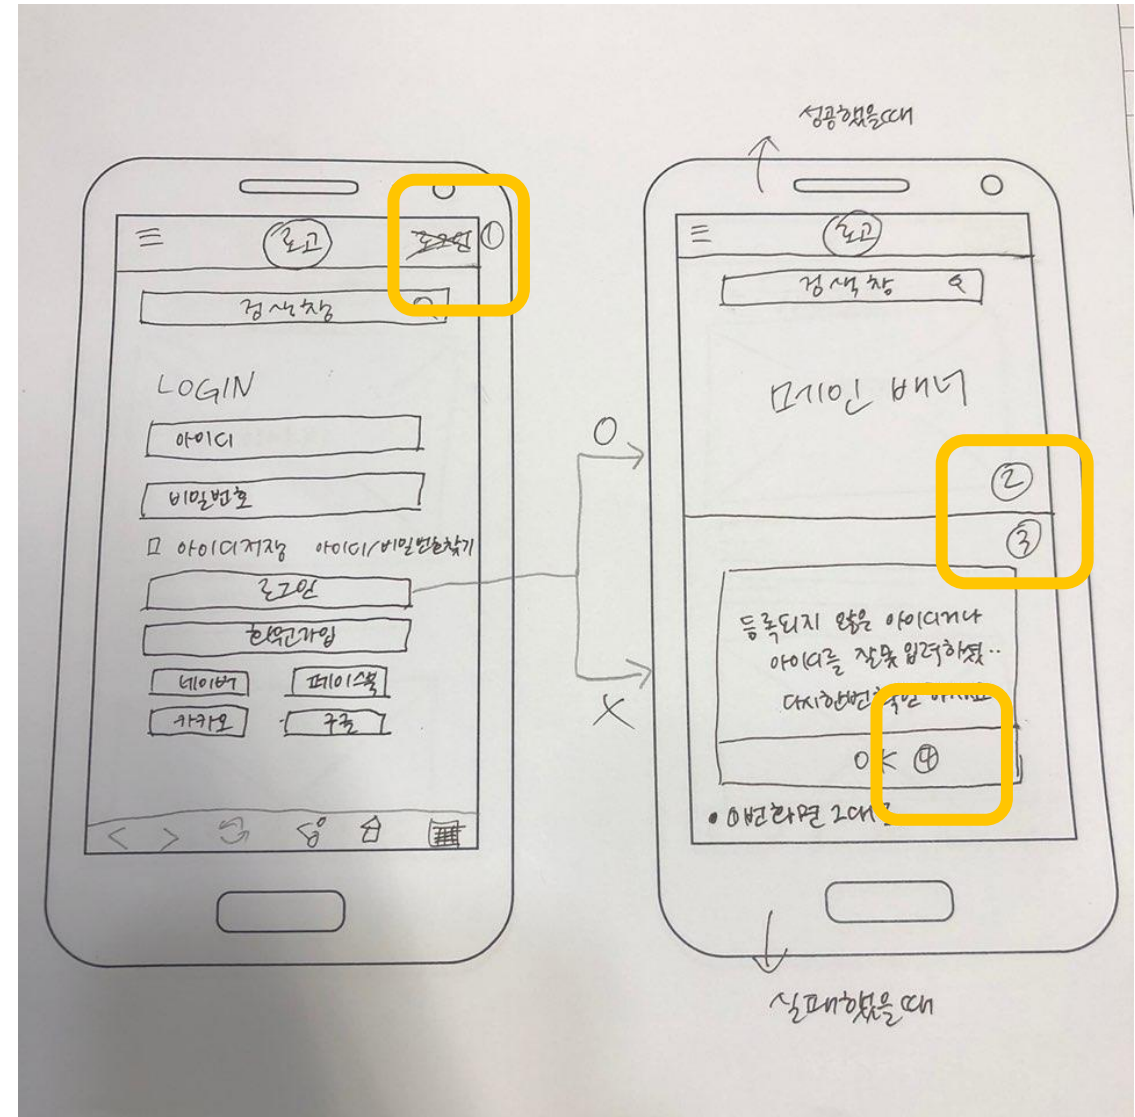 성공했을때
로고
①
검색창
LOGIN
아이디
비밀번호
아이디저장 아이디/비밀번호찾기
로그인
회원가입
네이버 페이스북
카카오 구글
O
X
로고
검색창
메인 배너
②
③
등록되지 않은 아이디거나
아이디를 잘못 입력하셨..
다시한번
OK ④
실패했을때